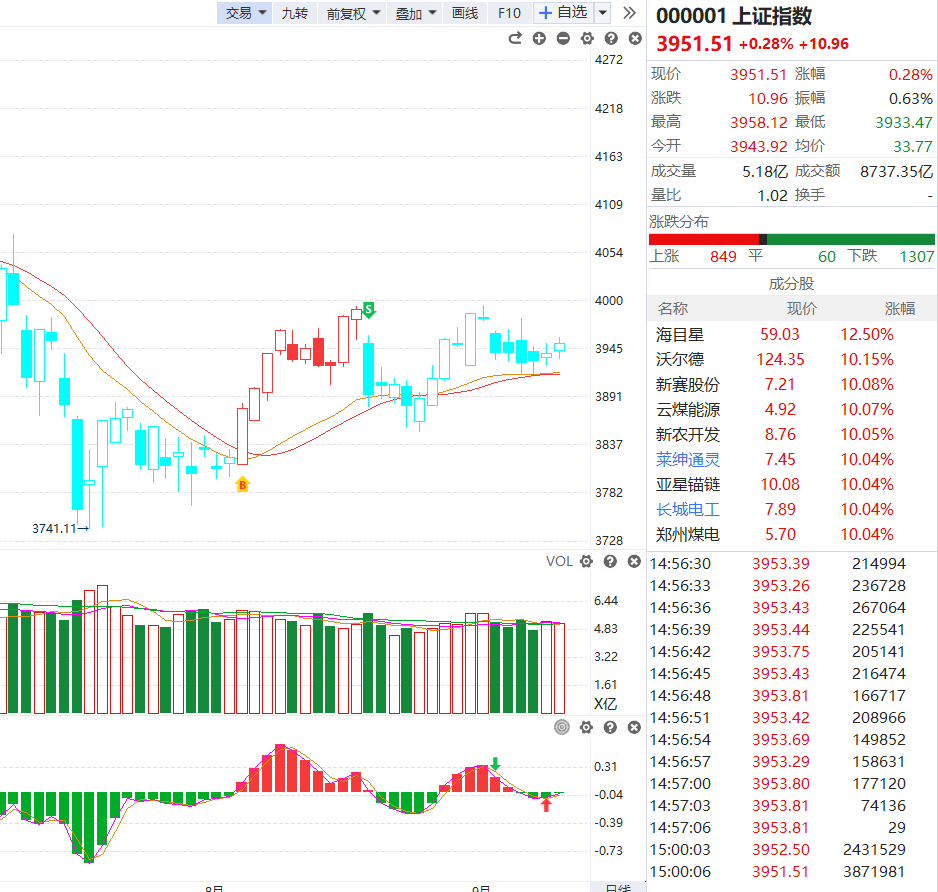 交易 九转 前复权 叠加 画线 F10 自选
000001 上证指数
3951.51 +0.28% +10.96
现价 3951.51 涨幅 0.28%
涨跌 10.96 振幅 0.63%
最高 3958.12 最低 3933.47
今开 3943.92 均价 33.77
成交量 5.18亿 成交额 8737.35亿
量比 1.02 换手 -
涨跌分布
上涨 849 平 60 下跌 1307
成分股
名称 现价 涨幅
海目星 59.03 12.50%
沃尔德 124.35 10.15%
新赛股份 7.21 10.08%
云煤能源 4.92 10.07%
新农开发 8.76 10.05%
莱绅通灵 7.45 10.04%
亚星锚链 10.08 10.04%
长城电工 7.89 10.04%
郑州煤电 5.70 10.04%
14:56:30 3953.39 214994
14:56:33 3953.26 236728
14:56:36 3953.43 267064
14:56:39 3953.44 225541
14:56:42 3953.75 205141
14:56:45 3953.43 216474
14:56:48 3953.81 166717
14:56:51 3953.42 208966
14:56:54 3953.69 149852
14:56:57 3953.29 158631
14:57:00 3953.80 177120
14:57:03 3953.81 74136
14:57:06 3953.81 29
15:00:03 3952.50 2431529
15:00:06 3951.51 3871981
4272
4218
4163
4109
4054
4000
3945
3891
3837
3782
3728
S
B
3741.11→
VOL
6.44
4.83
3.22
1.61
X亿
0.31
-0.04
-0.39
-0.73
8月 9月 日线